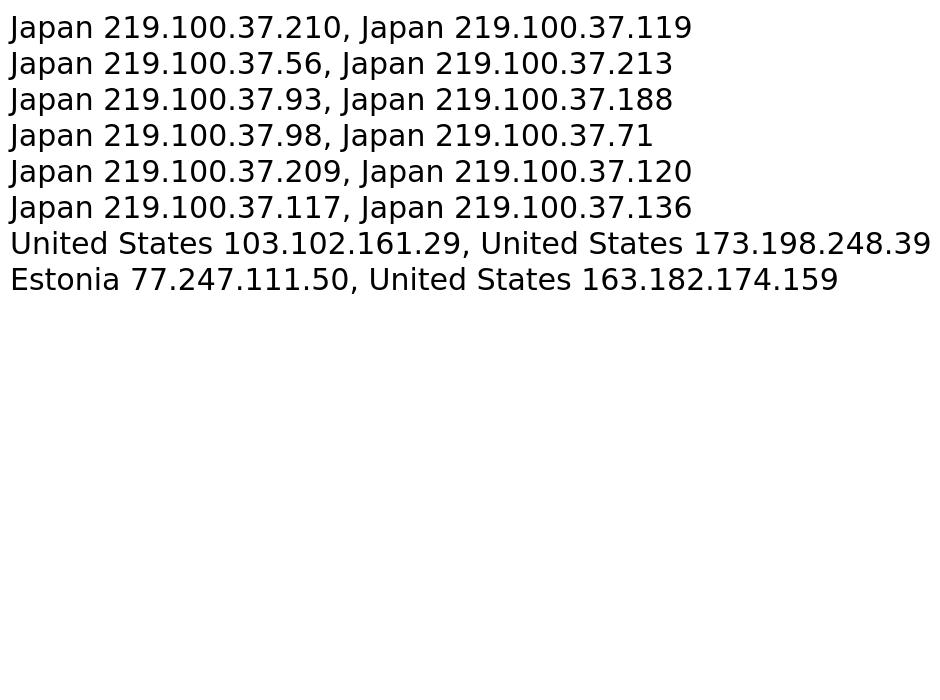 Japan 219.100.37.210, Japan 219.100.37.119
Japan 219.100.37.56, Japan 219.100.37.213
Japan 219.100.37.93, Japan 219.100.37.188
Japan 219.100.37.98, Japan 219.100.37.71
Japan 219.100.37.209, Japan 219.100.37.120
Japan 219.100.37.117, Japan 219.100.37.136
United States 103.102.161.29, United States 173.198.248.39
Estonia 77.247.111.50, United States 163.182.174.159